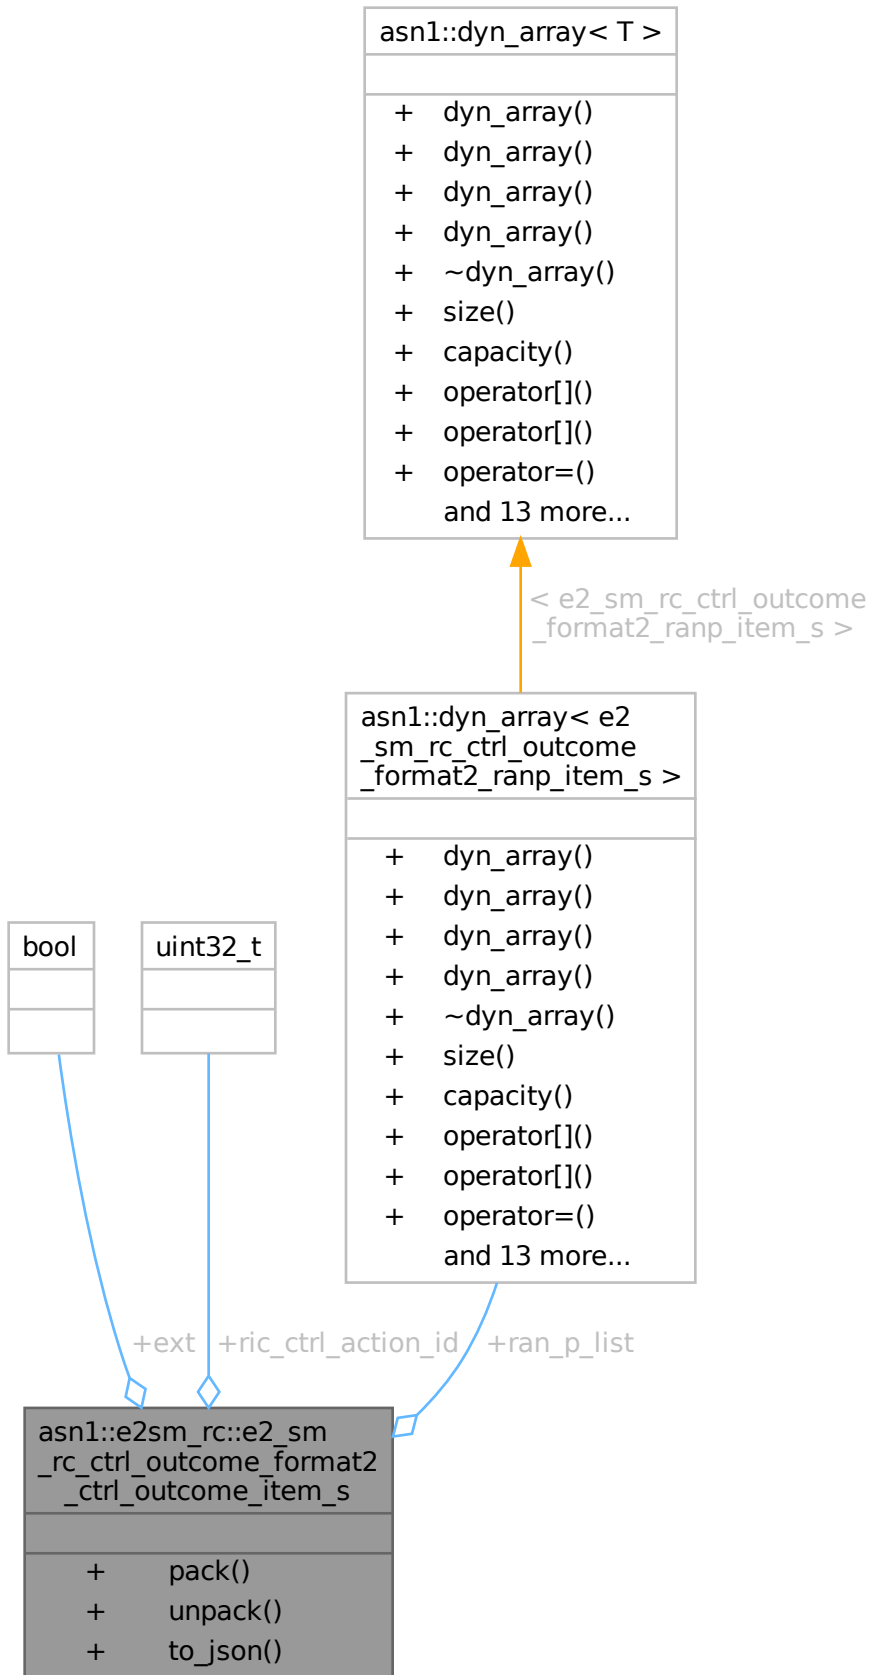 asn1::dyn_array< T >
+ dyn_array()
+ dyn_array()
+ dyn_array()
+ dyn_array()
+ ~dyn_array()
+ size()
+ capacity()
+ operator[]()
+ operator[]()
+ operator=()
and 13 more...
< e2_sm_rc_ctrl_outcome
_format2_ranp_item_s >
asn1::dyn_array< e2
_sm_rc_ctrl_outcome
_format2_ranp_item_s >
+ dyn_array()
+ dyn_array()
+ dyn_array()
+ dyn_array()
+ ~dyn_array()
+ size()
+ capacity()
+ operator[]()
+ operator[]()
+ operator=()
and 13 more...
bool
uint32_t
+ext
+ric_ctrl_action_id
+ran_p_list
asn1::e2sm_rc::e2_sm
_rc_ctrl_outcome_format2
_ctrl_outcome_item_s
+ pack()
+ unpack()
+ to_json()